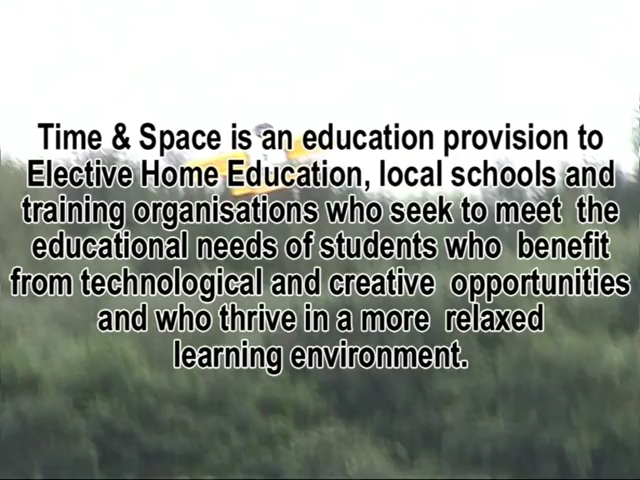 Time & Space is an education provision to
Elective Home Education, local schools and
training organisations who seek to meet the
educational needs of students who benefit
from technological and creative opportunities
and who thrive in a more relaxed
learning environment.